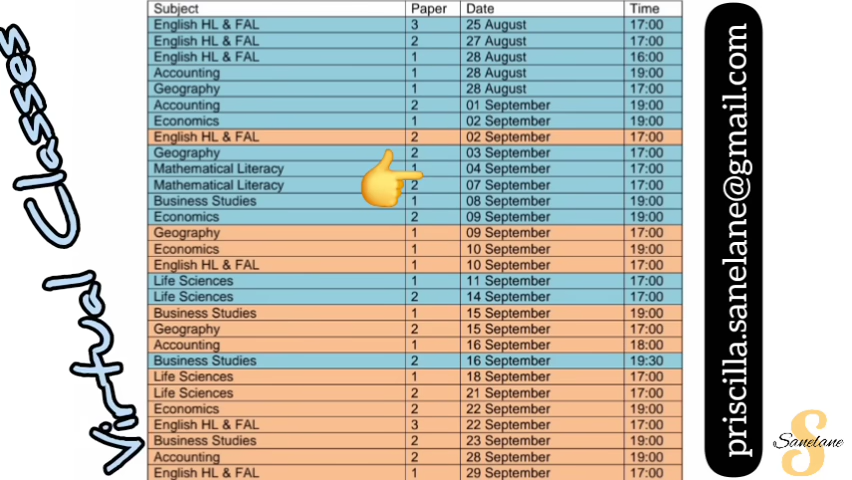 Virtual Classes
Subject Paper Date Time
English HL & FAL 3 25 August 17:00
English HL & FAL 2 27 August 17:00
English HL & FAL 1 28 August 16:00
Accounting 1 28 August 19:00
Geography 1 28 August 17:00
Accounting 2 01 September 19:00
Economics 1 02 September 19:00
English HL & FAL 2 02 September 17:00
Geography 2 03 September 17:00
Mathematical Literacy 1 04 September 17:00
Mathematical Literacy 2 07 September 17:00
Business Studies 1 08 September 19:00
Economics 2 09 September 19:00
Geography 1 09 September 17:00
Economics 1 10 September 19:00
English HL & FAL 1 10 September 17:00
Life Sciences 1 11 September 17:00
Life Sciences 2 14 September 17:00
Business Studies 1 15 September 19:00
Geography 2 15 September 17:00
Accounting 1 16 September 18:00
Business Studies 2 16 September 19:30
Life Sciences 1 18 September 17:00
Life Sciences 2 21 September 17:00
Economics 2 22 September 19:00
English HL & FAL 3 22 September 17:00
Business Studies 2 23 September 19:00
Accounting 2 28 September 19:00
English HL & FAL 1 29 September 17:00
priscilla.sanelane@gmail.com
S
Sanelane